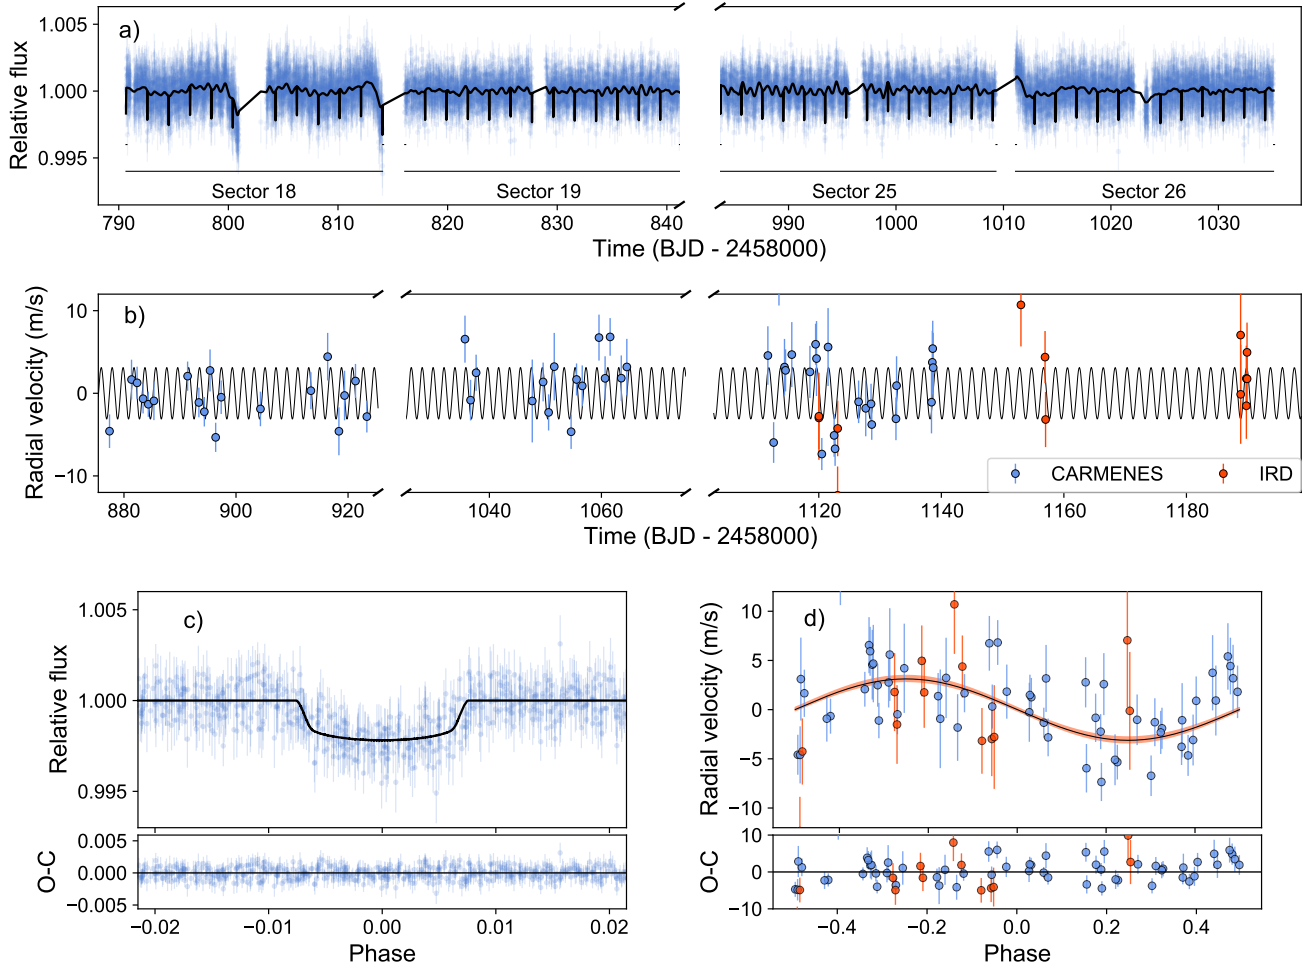 a)
Relative flux
1.005
1.000
0.995
Sector 18
Sector 19
Sector 25
Sector 26
790 800 810 820 830 840 990 1000 1010 1020 1030
Time (BJD - 2458000)
b)
Radial velocity (m/s)
10
0
−10
CARMENES IRD
880 900 920 1040 1060 1120 1140 1160 1180
Time (BJD - 2458000)
c)
Relative flux
1.005
1.000
0.995
O-C
0.005
0.000
−0.005
−0.02 −0.01 0.00 0.01 0.02
Phase
d)
Radial velocity (m/s)
10
5
0
−5
−10
O-C
10
0
−10
−0.4 −0.2 0.0 0.2 0.4
Phase